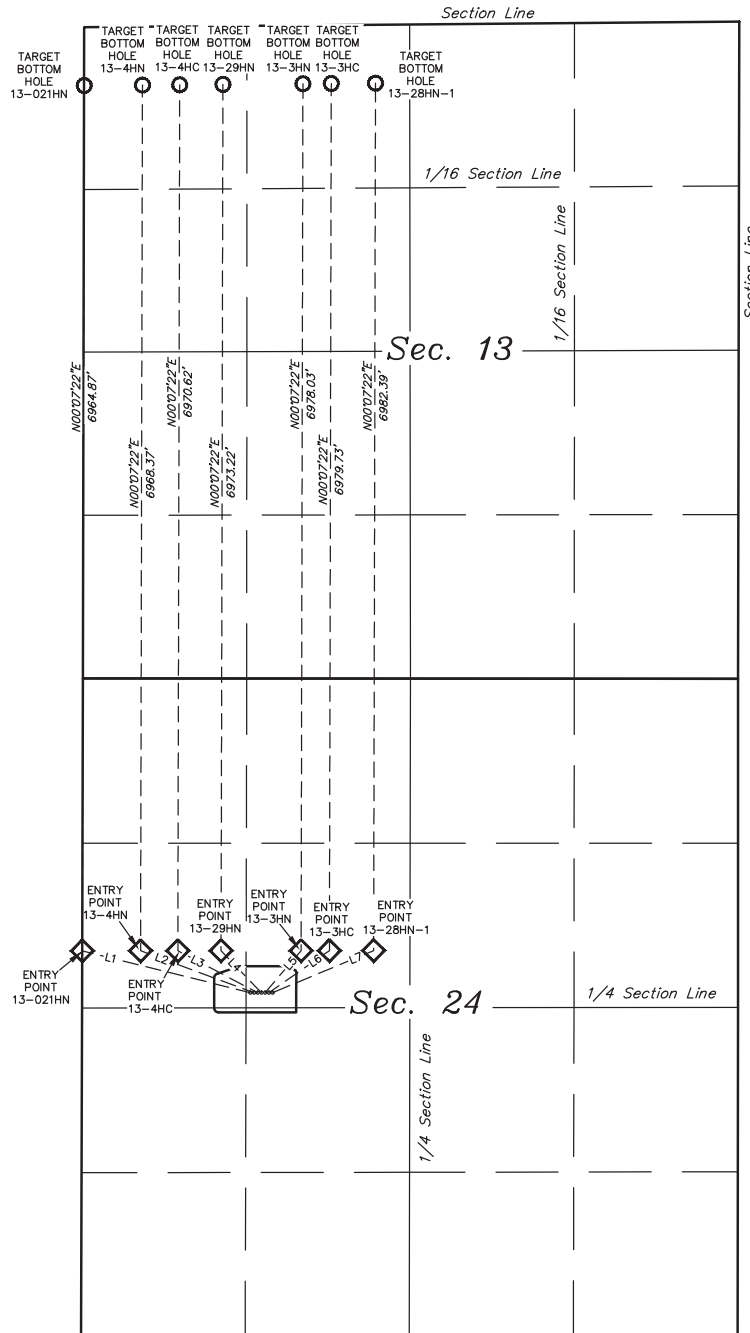 Section Line
TARGET
BOTTOM
HOLE
13-021HN
TARGET
BOTTOM
HOLE
13-4HN
TARGET
BOTTOM
HOLE
13-4HC
TARGET
BOTTOM
HOLE
13-29HN
TARGET
BOTTOM
HOLE
13-3HN
TARGET
BOTTOM
HOLE
13-3HC
TARGET
BOTTOM
HOLE
13-28HN-1
1/16 Section Line
1/16 Section Line
Section Line
Sec. 13
N00°07'22"E
6964.87'
N00°07'22"E
6968.37'
N00°07'22"E
6970.62'
N00°07'22"E
6973.22'
N00°07'22"E
6978.03'
N00°07'22"E
6979.73'
N00°07'22"E
6982.39'
ENTRY
POINT
13-4HN
ENTRY
POINT
13-29HN
ENTRY
POINT
13-3HN
ENTRY
POINT
13-3HC
ENTRY
POINT
13-28HN-1
L1
L2
L3
L4
L5
L6
L7
ENTRY
POINT
13-021HN
ENTRY
POINT
13-4HC
Sec. 24
1/4 Section Line
1/4 Section Line